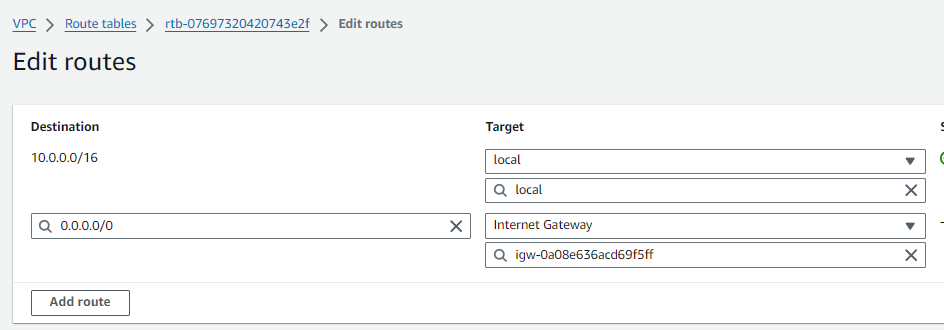 VPC > Route tables > rtb-07697320420743e2f > Edit routes
Edit routes
Destination Target
10.0.0.0/16 local
local
0.0.0.0/0 Internet Gateway
igw-0a08e636acd69f5ff
Add route